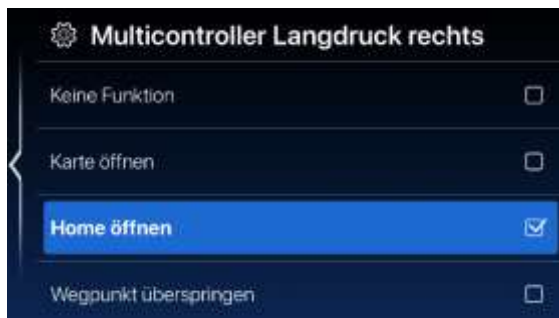 Multicontroller Langdruck rechts
Keine Funktion
Karte öffnen
Home öffnen
Wegpunkt überspringen